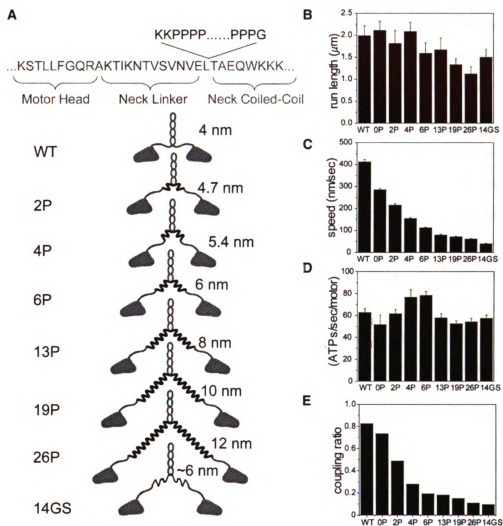 A
KKPPPP......PPPG
...KSTLLFGQRAKTIKNTVSVNVELTAEQWKKK...
Motor Head
Neck Linker
Neck Coiled-Coil
WT
4 nm
2P
4.7 nm
4P
5.4 nm
6P
6 nm
13P
8 nm
19P
10 nm
26P
12 nm
14GS
~6 nm
B
run length (μm)
2.5
2.0
1.5
1.0
0.5
0.0
WT 0P 2P 4P 6P 13P 19P 26P 14GS
C
speed (nm/sec)
500
400
300
200
100
0
WT 0P 2P 4P 6P 13P 19P 26P 14GS
D
(ATPs/sec/motor)
100
80
60
40
20
0
WT 0P 2P 4P 6P 13P 19P 26P 14GS
E
coupling ratio
1.0
0.8
0.6
0.4
0.2
0.0
WT 0P 2P 4P 6P 13P 19P 26P 14GS